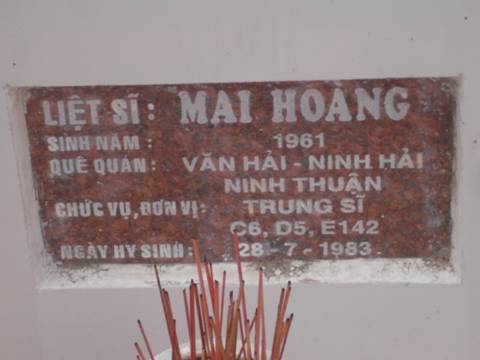 LIỆT SĨ: MAI HOÀNG
SINH NĂM: 1961
QUÊ QUÁN: VĂN HẢI - NINH HẢI
NINH THUẬN
CHỨC VỤ, ĐƠN VỊ: TRUNG SĨ
C6, D5, E142
NGÀY HY SINH: 28-7-1983